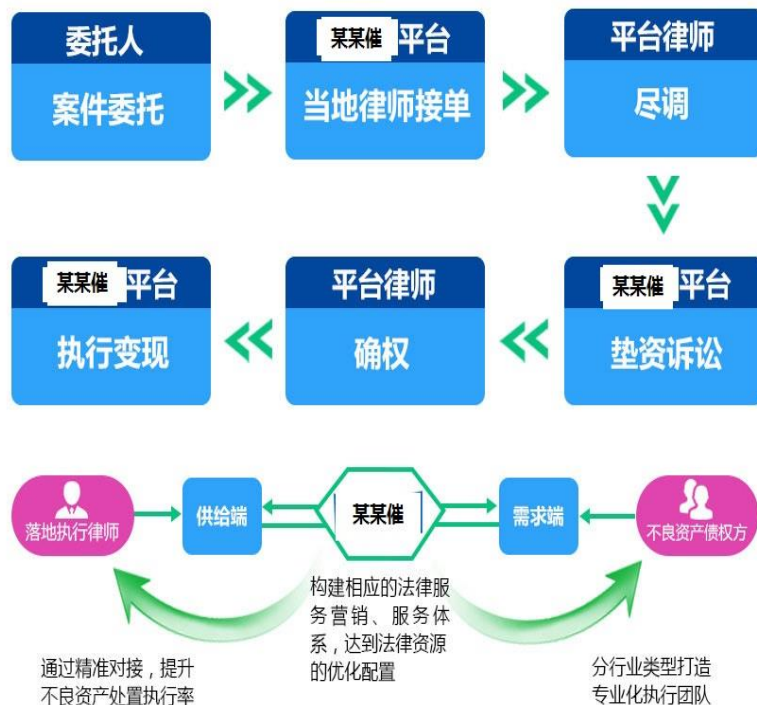 委托人
案件委托
某某催 平台
当地律师接单
平台律师
尽调
某某催 平台
执行变现
平台律师
确权
某某催 平台
垫资诉讼
落地执行律师
供给端
某某催
需求端
不良资产债权方
构建相应的法律服
务营销、服务体
系，达到法律资源
的优化配置
通过精准对接，提升
不良资产处置执行率
分行业类型打造
专业化执行团队